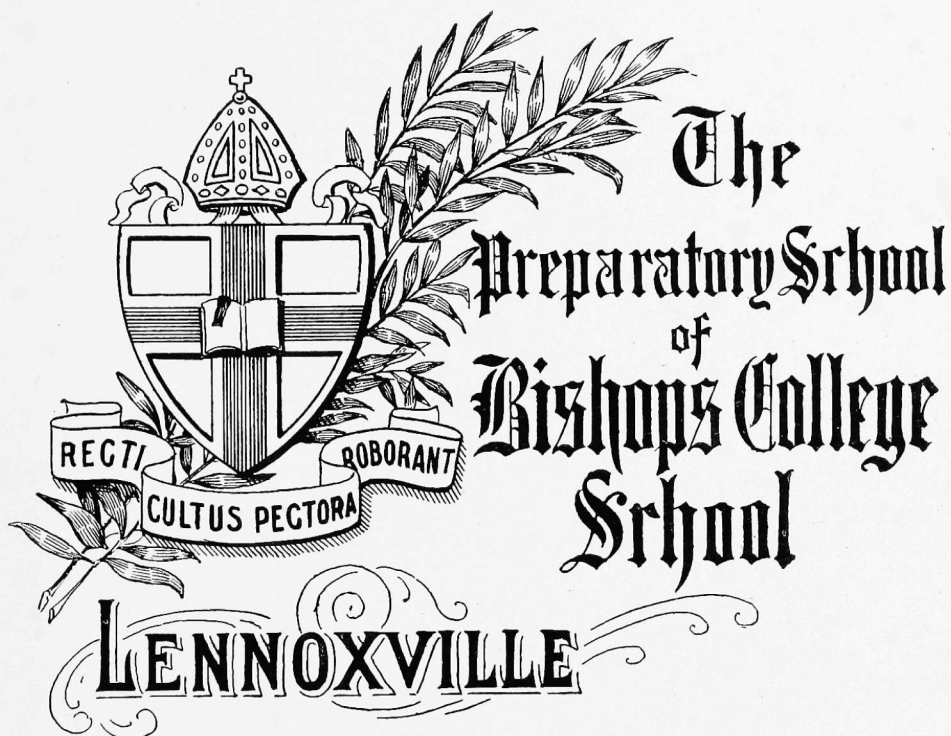 The
Preparatory School
of
Bishops College
School
RECTI CULTUS PECTORA ROBORANT
LENNOXVILLE